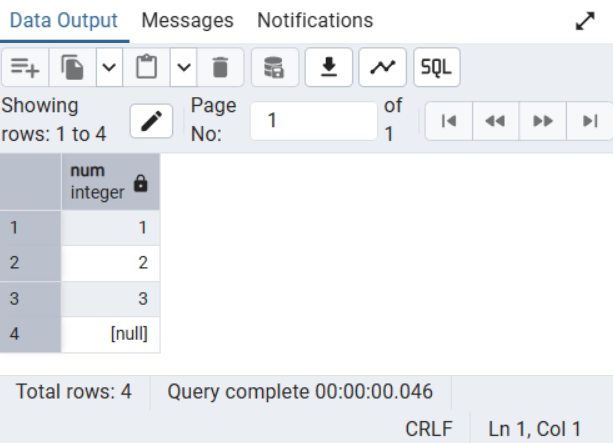 Data Output Messages Notifications
SQL
Showing rows: 1 to 4
Page No: 1 of 1
num
integer
1 1
2 2
3 3
4 [null]
Total rows: 4 Query complete 00:00:00.046
CRLF Ln 1, Col 1